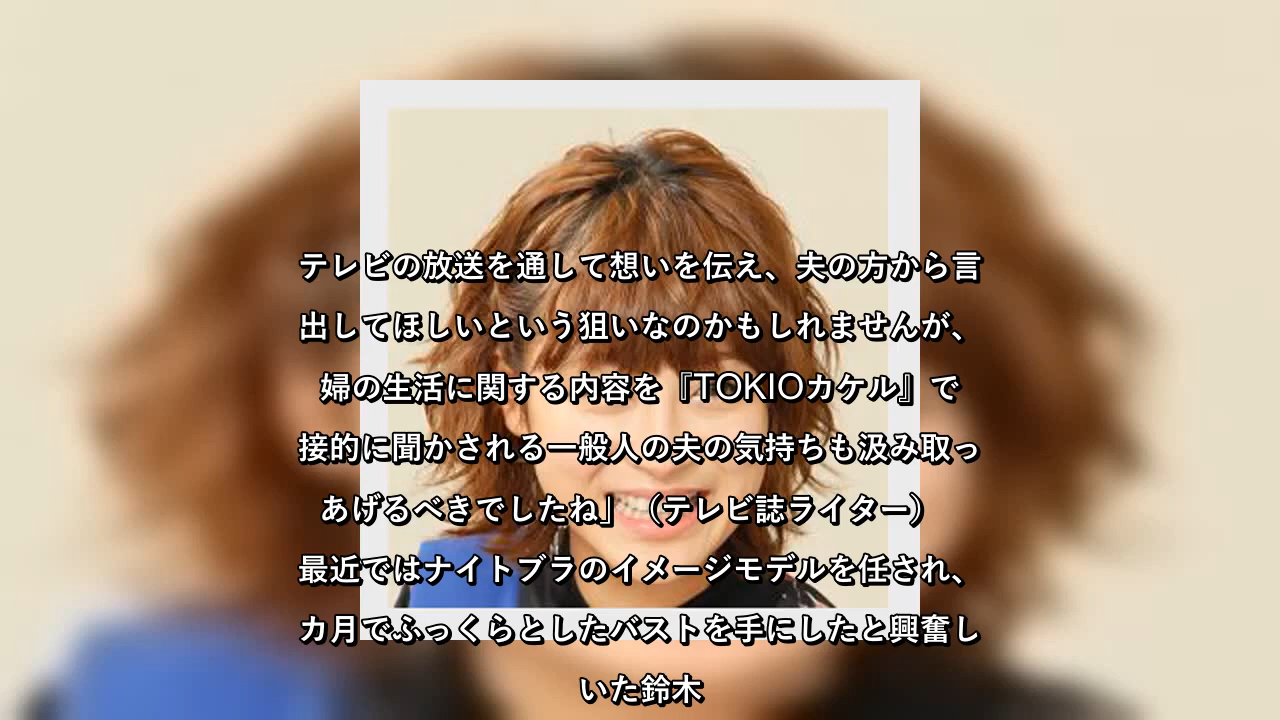 テレビの放送を通して想いを伝え、夫の方から言
出してほしいという狙いなのかもしれませんが、
婦の生活に関する内容を『TOKIOカケル』で
接的に聞かされる一般人の夫の気持ちも汲み取っ
あげるべきでしたね」（テレビ誌ライター）
最近ではナイトブラのイメージモデルを任され、
カ月でふっくらとしたバストを手にしたと興奮し
いた鈴木